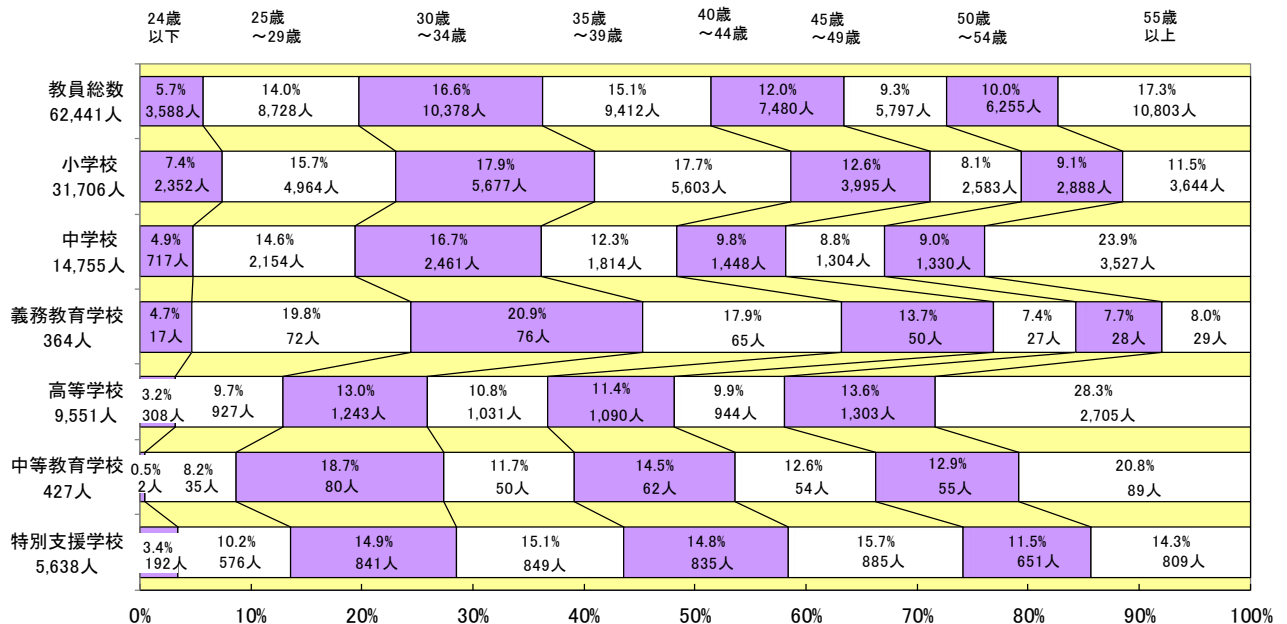 24歳 以下
25歳 ～29歳
30歳 ～34歳
35歳 ～39歳
40歳 ～44歳
45歳 ～49歳
50歳 ～54歳
55歳 以上
教員総数
62,441人
5.7% 14.0% 16.6% 15.1% 12.0% 9.3% 10.0% 17.3%
3,588人 8,728人 10,378人 9,412人 7,480人 5,797人 6,255人 10,803人
小学校
31,706人
7.4% 15.7% 17.9% 17.7% 12.6% 8.1% 9.1% 11.5%
2,352人 4,964人 5,677人 5,603人 3,995人 2,583人 2,888人 3,644人
中学校
14,755人
4.9% 14.6% 16.7% 12.3% 9.8% 8.8% 9.0% 23.9%
717人 2,154人 2,461人 1,814人 1,448人 1,304人 1,330人 3,527人
義務教育学校
364人
4.7% 19.8% 20.9% 17.9% 13.7% 7.4% 7.7% 8.0%
17人 72人 76人 65人 50人 27人 28人 29人
高等学校
9,551人
3.2% 9.7% 13.0% 10.8% 11.4% 9.9% 13.6% 28.3%
308人 927人 1,243人 1,031人 1,090人 944人 1,303人 2,705人
中等教育学校
427人
0.5% 8.2% 18.7% 11.7% 14.5% 12.6% 12.9% 20.8%
2人 35人 80人 50人 62人 54人 55人 89人
特別支援学校
5,638人
3.4% 10.2% 14.9% 15.1% 14.8% 15.7% 11.5% 14.3%
192人 576人 841人 849人 835人 885人 651人 809人
0% 10% 20% 30% 40% 50% 60% 70% 80% 90% 100%